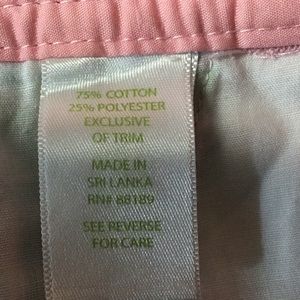 75% COTTON
25% POLYESTER
EXCLUSIVE
OF TRIM
MADE IN
SRI LANKA
RN# 88189
SEE REVERSE
FOR CARE